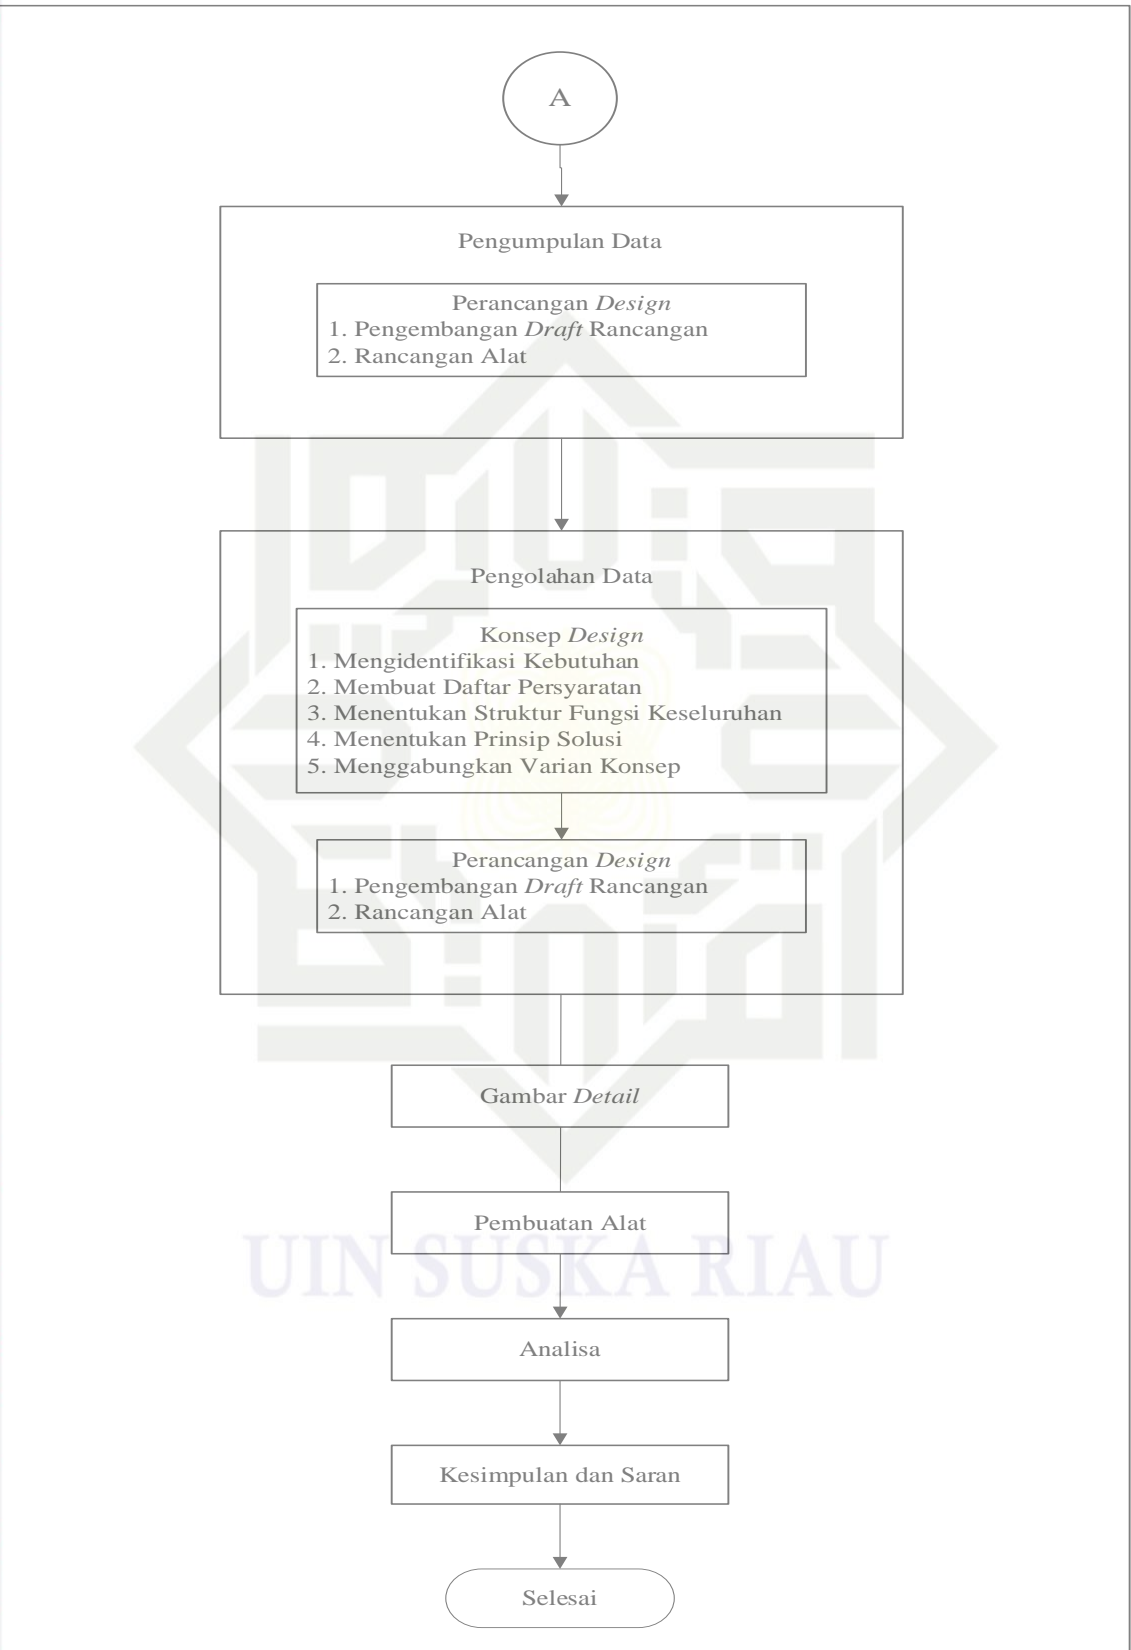 A
Pengumpulan Data
Perancangan Design
1. Pengembangan Draft Rancangan
2. Rancangan Alat
Pengolahan Data
Konsep Design
1. Mengidentifikasi Kebutuhan
2. Membuat Daftar Persyaratan
3. Menentukan Struktur Fungsi Keseluruhan
4. Menentukan Prinsip Solusi
5. Menggabungkan Varian Konsep
Perancangan Design
1. Pengembangan Draft Rancangan
2. Rancangan Alat
Gambar Detail
Pembuatan Alat
UIN SUSKA RIAU
Analisa
Kesimpulan dan Saran
Selesai